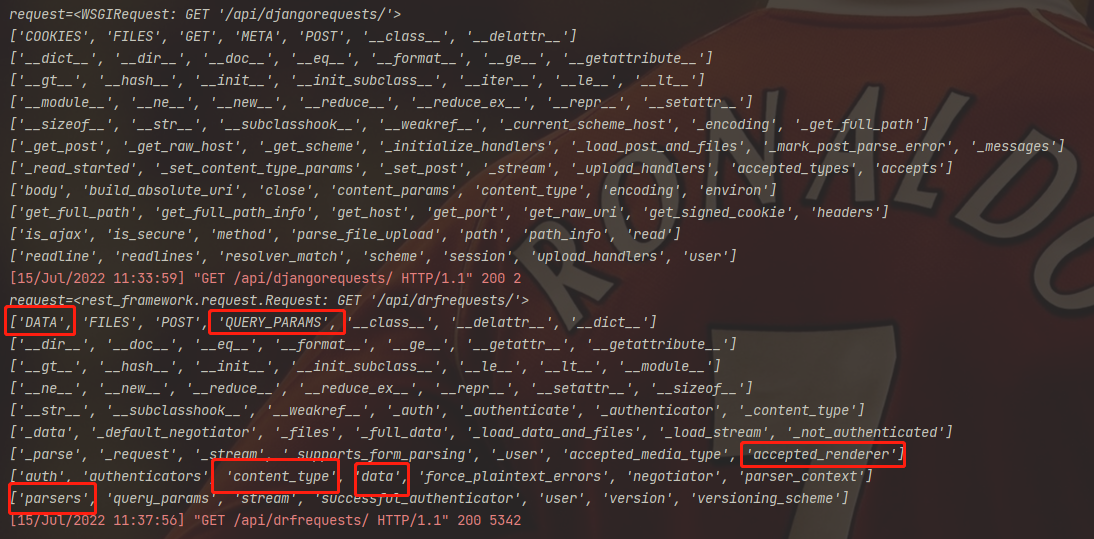 request=<WSGIRequest: GET '/api/djangorequests/'>
['COOKIES', 'FILES', 'GET', 'META', 'POST', '__class__', '__delattr__']
['__dict__', '__dir__', '__doc__', '__eq__', '__format__', '__ge__', '__getattribute__']
['__gt__', '__hash__', '__init__', '__init_subclass__', '__iter__', '__le__', '__lt__']
['__module__', '__ne__', '__new__', '__reduce__', '__reduce_ex__', '__repr__', '__setattr__']
['__sizeof__', '__str__', '__subclasshook__', '__weakref__', '_current_scheme_host', '_encoding', '_get_full_path']
['_get_post', '_get_raw_host', '_get_scheme', '_initialize_handlers', '_load_post_and_files', '_mark_post_parse_error', '_messages']
['_read_started', '_set_content_type_params', '_set_post', '_stream', '_upload_handlers', 'accepted_types', 'accepts']
['body', 'build_absolute_uri', 'close', 'content_params', 'content_type', 'encoding', 'environ']
['get_full_path', 'get_full_path_info', 'get_host', 'get_port', 'get_raw_uri', 'get_signed_cookie', 'headers']
['is_ajax', 'is_secure', 'method', 'parse_file_upload', 'path', 'path_info', 'read']
['readline', 'readlines', 'resolver_match', 'scheme', 'session', 'upload_handlers', 'user']
[15/Jul/2022 11:33:59] "GET /api/djangorequests/ HTTP/1.1" 200 2
request=<rest_framework.request.Request: GET '/api/drfrequests/'>
['DATA', 'FILES', 'POST', 'QUERY_PARAMS', '__class__', '__delattr__', '__dict__']
['__dir__', '__doc__', '__eq__', '__format__', '__ge__', '__getattr__', '__getattribute__']
['__gt__', '__hash__', '__init__', '__init_subclass__', '__le__', '__lt__', '__module__']
['__ne__', '__new__', '__reduce__', '__reduce_ex__', '__repr__', '__setattr__', '__sizeof__']
['__str__', '__subclasshook__', '__weakref__', '_auth', '_authenticate', '_authenticator', '_content_type']
['_data', '_default_negotiator', '_files', '_full_data', '_load_data_and_files', '_load_stream', '_not_authenticated']
['_parse', '_request', '_stream', '_supports_form_parsing', '_user', 'accepted_media_type', 'accepted_renderer']
['auth', 'authenticators', 'content_type', 'data', 'force_plaintext_errors', 'negotiator', 'parser_context']
['parsers', 'query_params', 'stream', 'successful_authenticator', 'user', 'version', 'versioning_scheme']
[15/Jul/2022 11:37:56] "GET /api/drfrequests/ HTTP/1.1" 200 5342
RONALDO
7